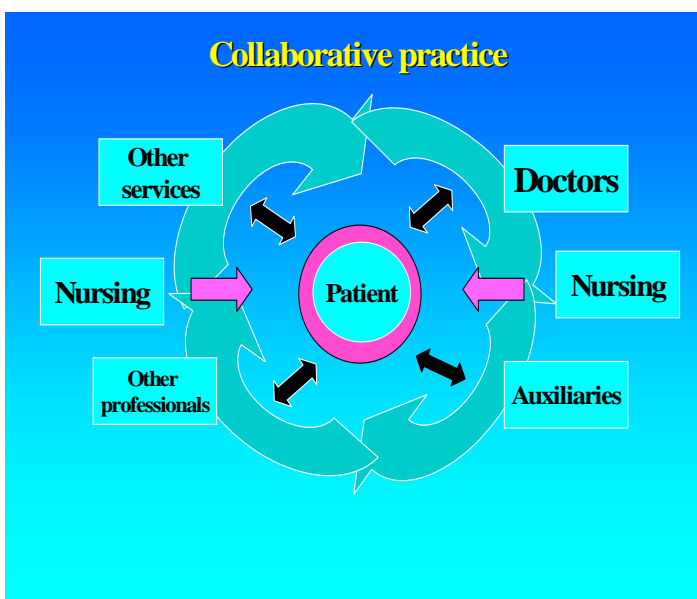 Collaborative practice
Other
services
Doctors
Nursing
Patient
Nursing
Other
professionals
Auxiliaries